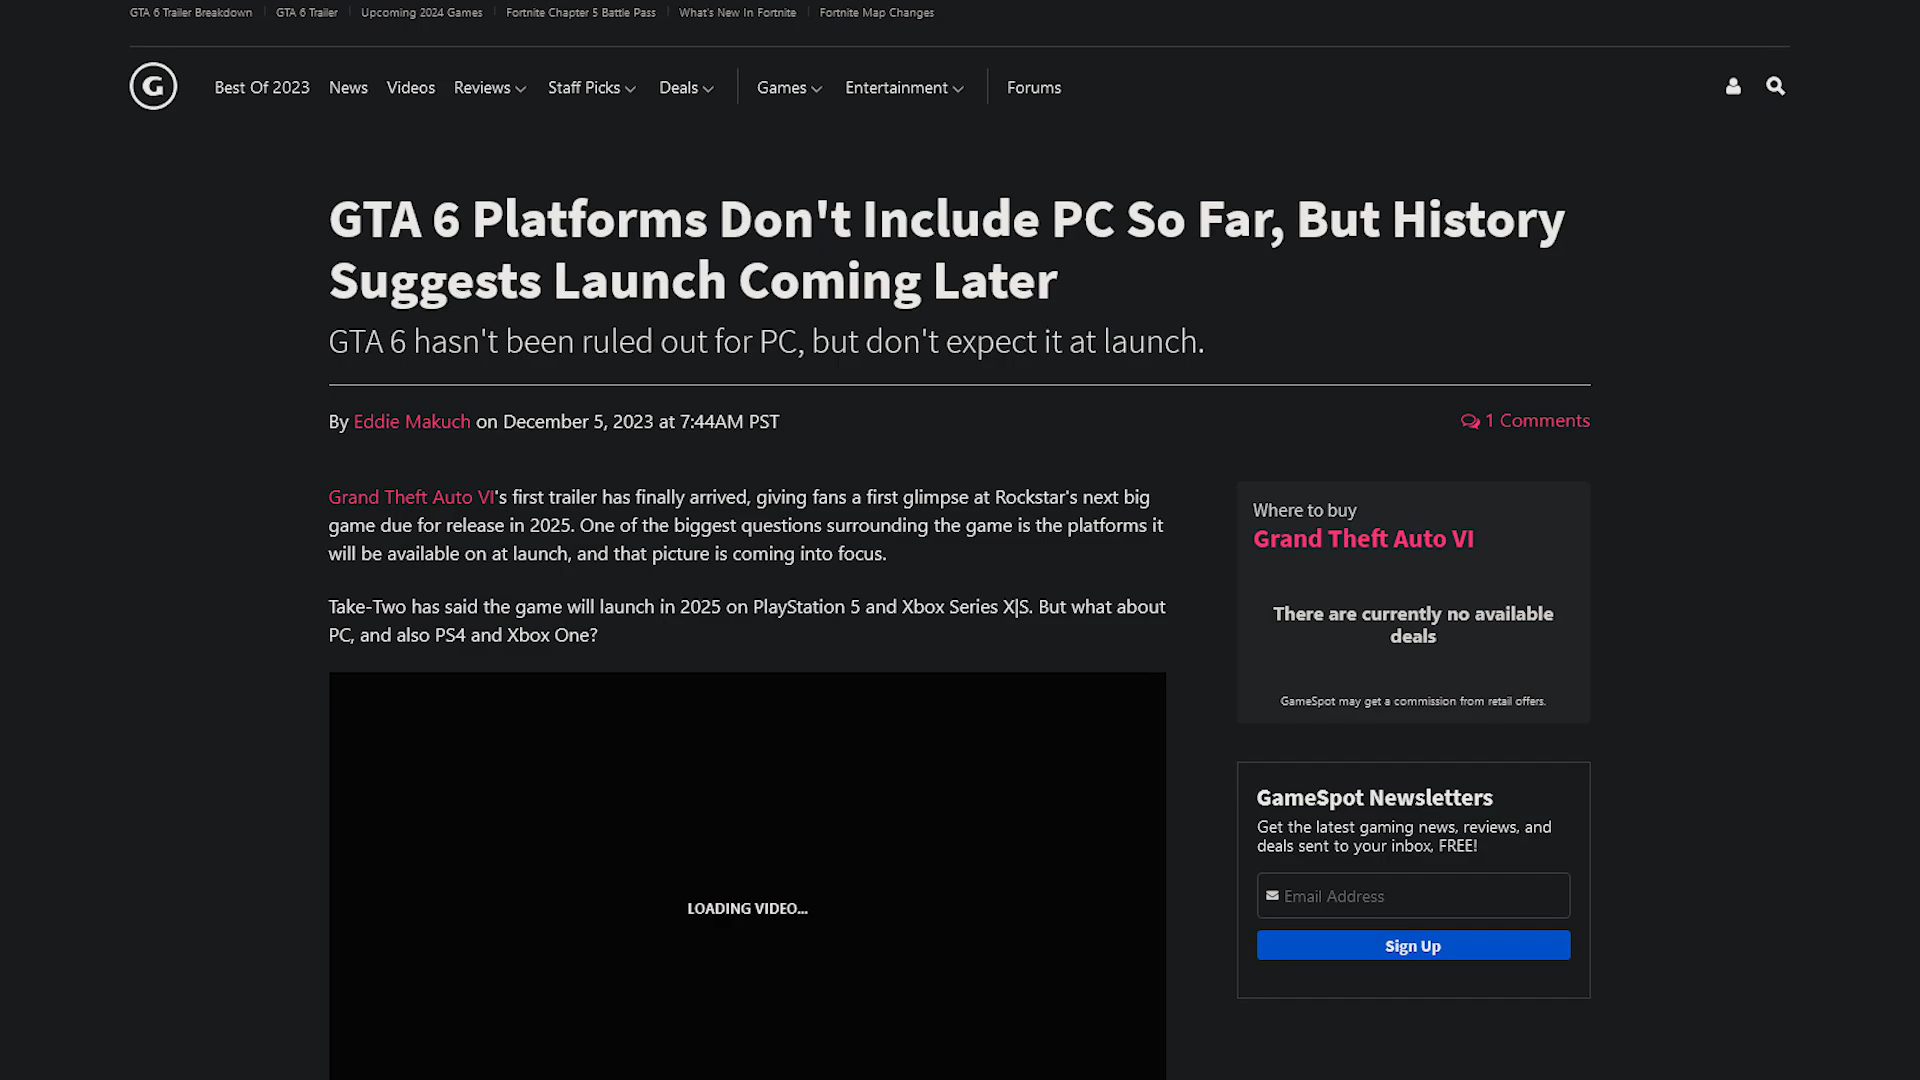 GTA 6 Trailer Breakdown GTA 6 Trailer Upcoming 2024 Games Fortnite Chapter 5 Battle Pass What's New In Fortnite Fortnite Map Changes
G Best Of 2023 News Videos Reviews Staff Picks Deals Games Entertainment Forums
GTA 6 Platforms Don't Include PC So Far, But History
Suggests Launch Coming Later
GTA 6 hasn't been ruled out for PC, but don't expect it at launch.
By Eddie Makuch on December 5, 2023 at 7:44AM PST
1 Comments
Grand Theft Auto VI's first trailer has finally arrived, giving fans a first glimpse at Rockstar's next big
game due for release in 2025. One of the biggest questions surrounding the game is the platforms it
will be available on at launch, and that picture is coming into focus.
Take-Two has said the game will launch in 2025 on PlayStation 5 and Xbox Series X|S. But what about
PC, and also PS4 and Xbox One?
LOADING VIDEO...
Where to buy
Grand Theft Auto VI
There are currently no available
deals
GameSpot may get a commission from retail offers.
GameSpot Newsletters
Get the latest gaming news, reviews, and
deals sent to your inbox, FREE!
Email Address
Sign Up